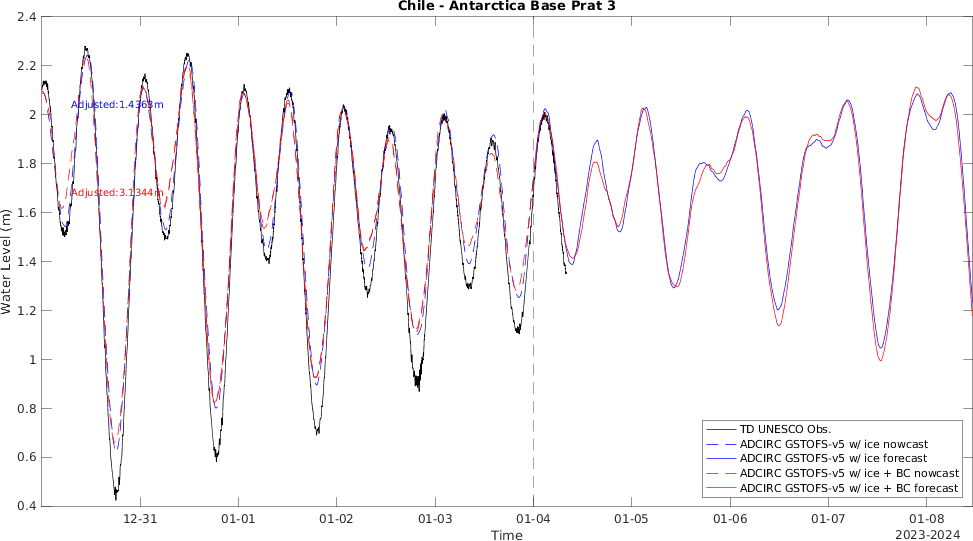 Chile - Antarctica Base Prat 3
2.4
2.2
2
1.8
1.6
1.4
1.2
1
0.8
0.6
0.4
Water Level (m)
Adjusted:1.4363m
Adjusted:3.1344m
TD UNESCO Obs.
ADCIRC GSTOFS-v5 w/ ice nowcast
ADCIRC GSTOFS-v5 w/ ice forecast
ADCIRC GSTOFS-v5 w/ ice + BC nowcast
ADCIRC GSTOFS-v5 w/ ice + BC forecast
12-31 01-01 01-02 01-03 01-04 01-05 01-06 01-07 01-08
Time
2023-2024